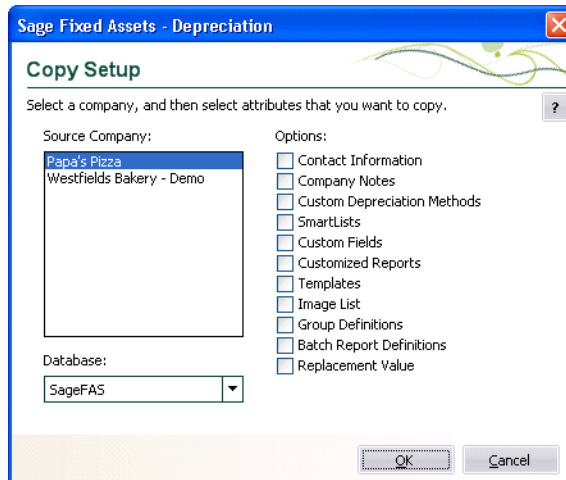 Sage Fixed Assets - Depreciation
Copy Setup
Select a company, and then select attributes that you want to copy.
?
Source Company:
Papa's Pizza
Westfields Bakery - Demo
Database:
SageFAS
Options:
Contact Information
Company Notes
Custom Depreciation Methods
SmartLists
Custom Fields
Customized Reports
Templates
Image List
Group Definitions
Batch Report Definitions
Replacement Value
OK
Cancel